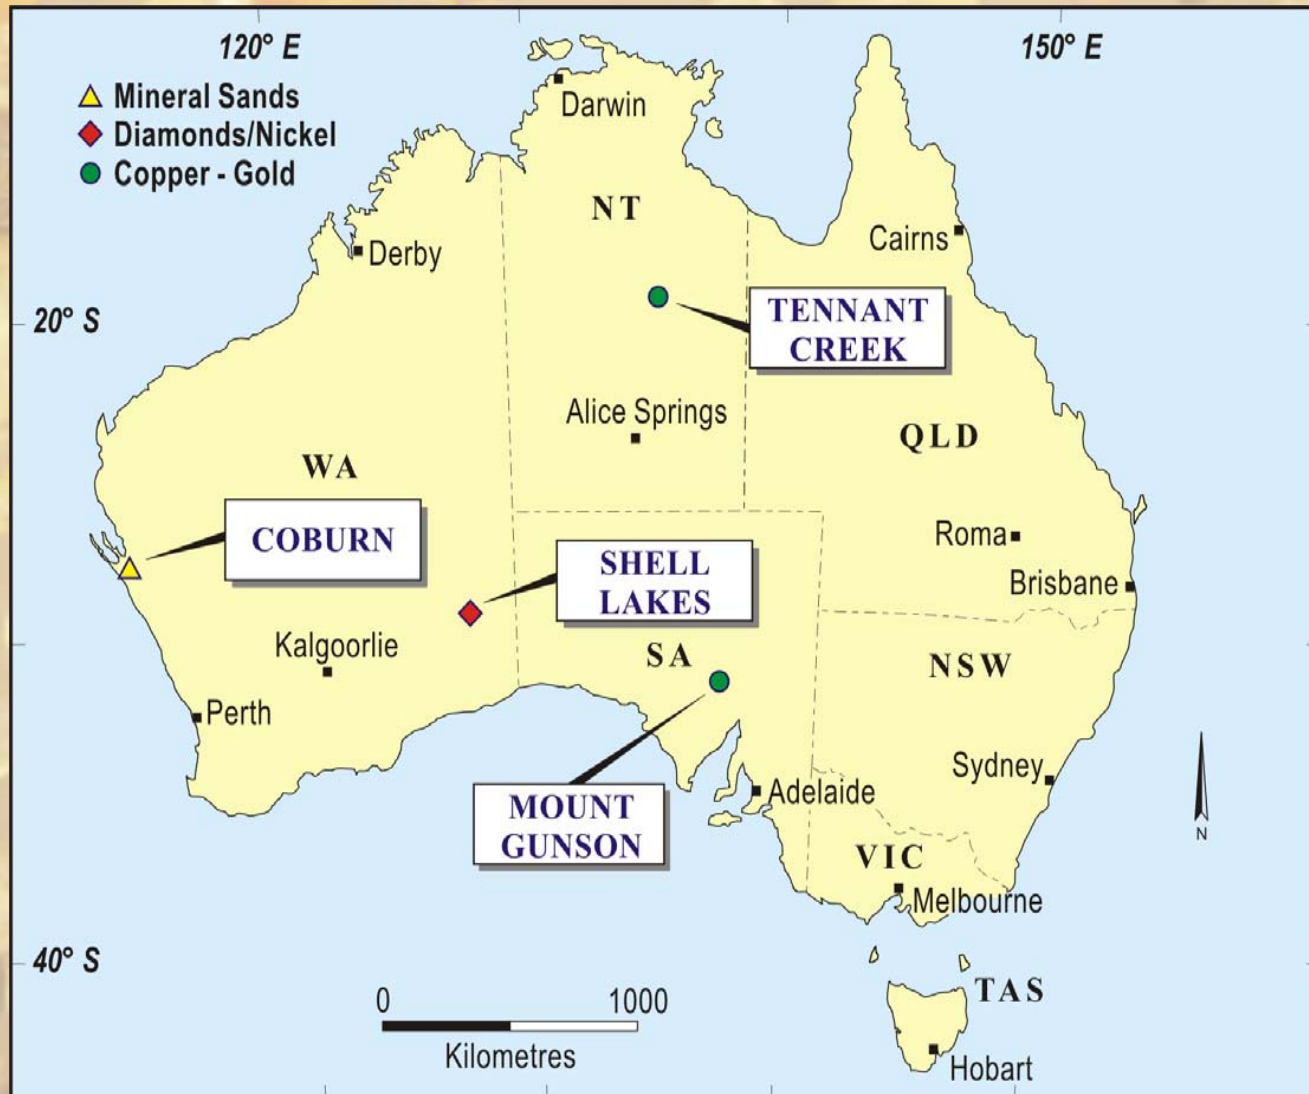 120° E
150° E
Mineral Sands
Diamonds/Nickel
Copper - Gold
Darwin
NT
Derby
Cairns
20° S
TENNANT
CREEK
Alice Springs
QLD
WA
COBURN
Roma
SHELL
LAKES
Brisbane
Kalgoorlie
SA
NSW
Perth
Sydney
MOUNT
GUNSON
Adelaide
N
VIC
Melbourne
40° S
TAS
0 1000
Kilometres
Hobart